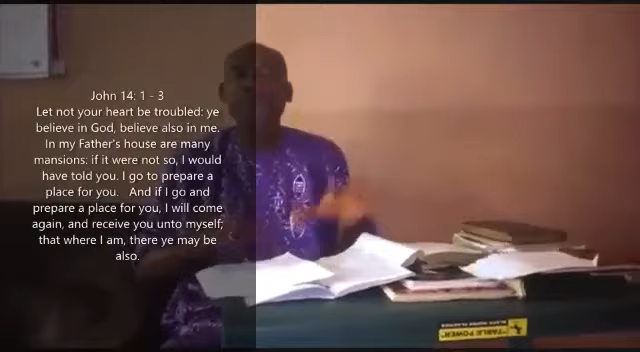 John 14: 1 - 3
Let not your heart be troubled: ye
believe in God, believe also in me.
In my Father's house are many
mansions: if it were not so, I would
have told you. I go to prepare a
place for you. And if I go and
prepare a place for you, I will come
again, and receive you unto myself;
that where I am, there ye may be
also.
"TABLE POWER"